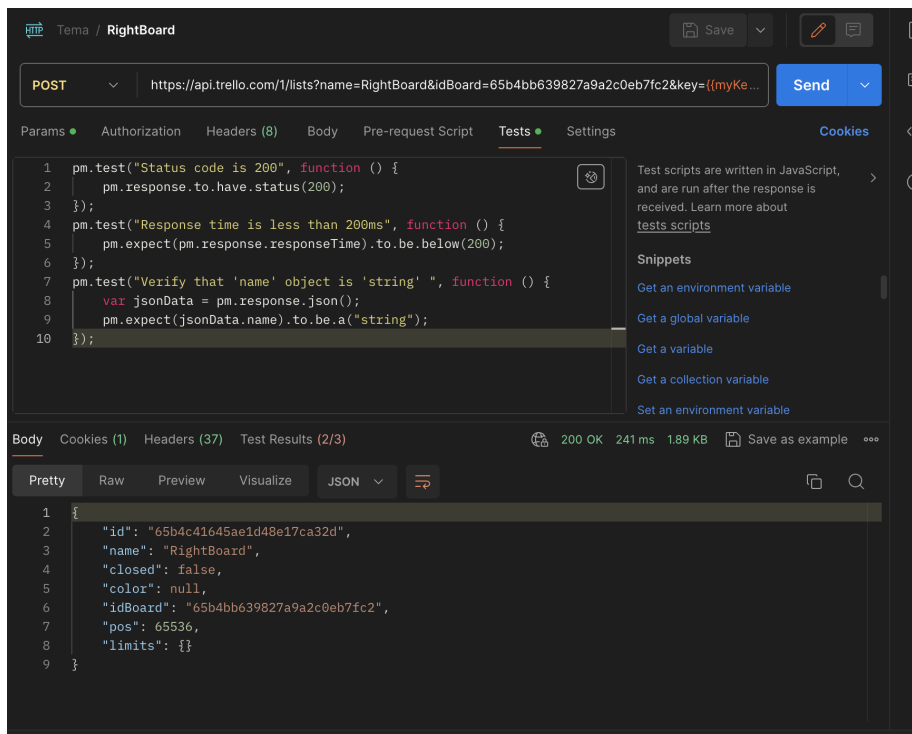 HTTP Tema / RightBoard Save
POST https://api.trello.com/1/lists?name=RightBoard&idBoard=65b4bb639827a9a2c0eb7fc2&key={{myKe... Send
Params Authorization Headers (8) Body Pre-request Script Tests Settings Cookies
1 pm.test("Status code is 200", function () {
2 pm.response.to.have.status(200);
3 });
4 pm.test("Response time is less than 200ms", function () {
5 pm.expect(pm.response.responseTime).to.be.below(200);
6 });
7 pm.test("Verify that 'name' object is 'string' ", function () {
8 var jsonData = pm.response.json();
9 pm.expect(jsonData.name).to.be.a("string");
10 });
Test scripts are written in JavaScript,
and are run after the response is
received. Learn more about
tests scripts
Snippets
Get an environment variable
Get a global variable
Get a variable
Get a collection variable
Set an environment variable
Body Cookies (1) Headers (37) Test Results (2/3) 200 OK 241 ms 1.89 KB Save as example
Pretty Raw Preview Visualize JSON
1 {
2 "id": "65b4c41645ae1d48e17ca32d",
3 "name": "RightBoard",
4 "closed": false,
5 "color": null,
6 "idBoard": "65b4bb639827a9a2c0eb7fc2",
7 "pos": 65536,
8 "limits": {}
9 }